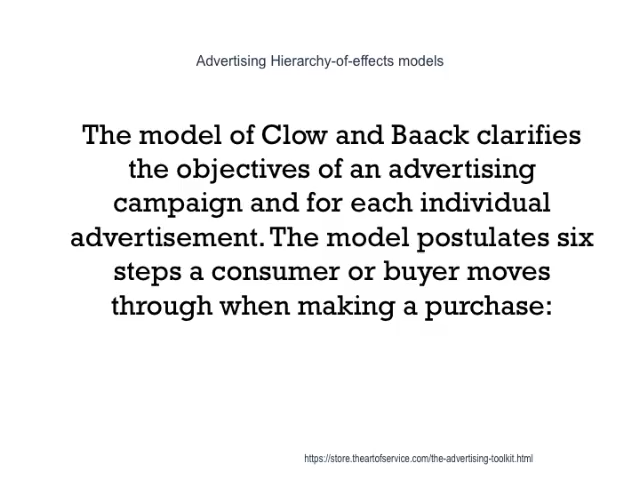 Advertising Hierarchy-of-effects models
The model of Clow and Baack clarifies
the objectives of an advertising
campaign and for each individual
advertisement. The model postulates six
steps a consumer or buyer moves
through when making a purchase:
https://store.theartofservice.com/the-advertising-toolkit.html